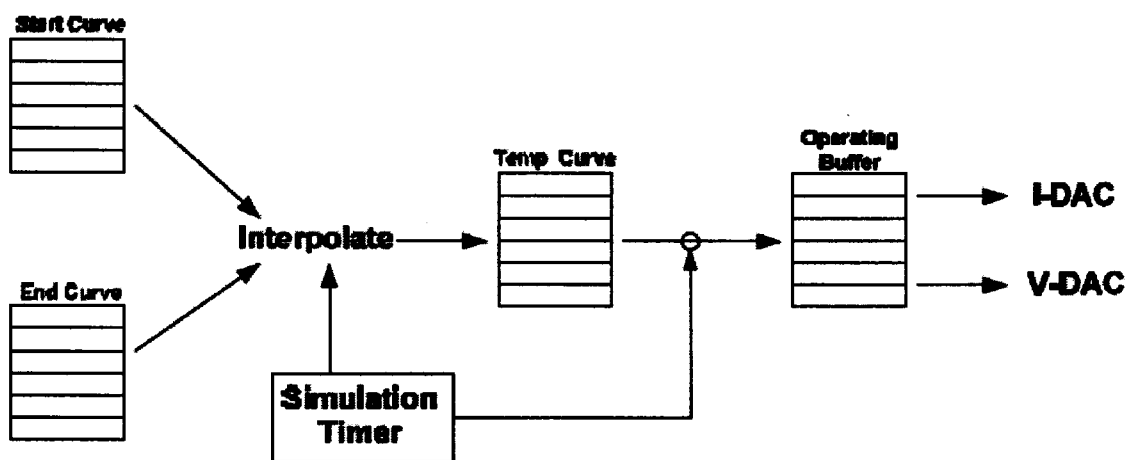 Start Curve
Temp Curve
Operating
Buffer
I-DAC
Interpolate
End Curve
V-DAC
Simulation
Timer